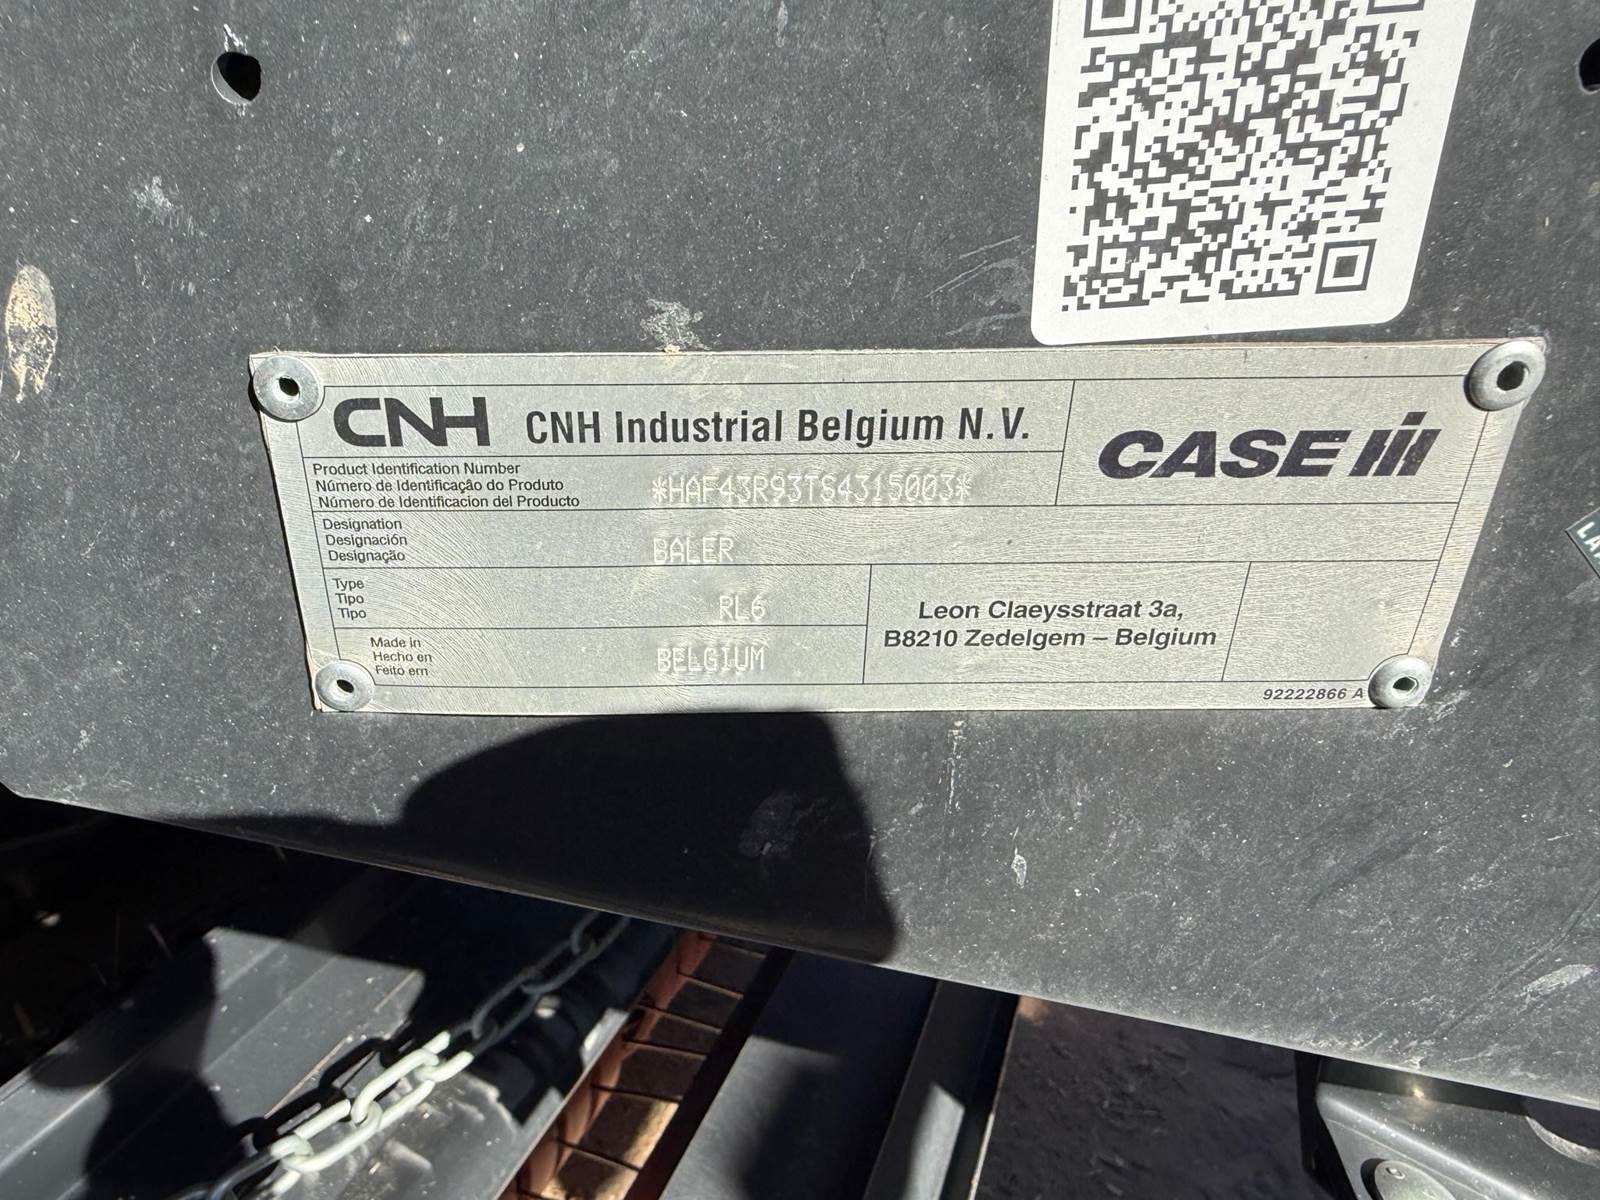 CNH CNH Industrial Belgium N.V.
CASE IH
Product Identification Number
Número de Identificação do Produto
Número de Identificacion del Producto
*HAF43R93TS4315003*
Designation
Designación
Designação
BALER
Type
Tipo
Tipo
RL6
Made in
Hecho en
Feito em
BELGIUM
Leon Claeysstraat 3a,
B8210 Zedelgem – Belgium
92222866 A